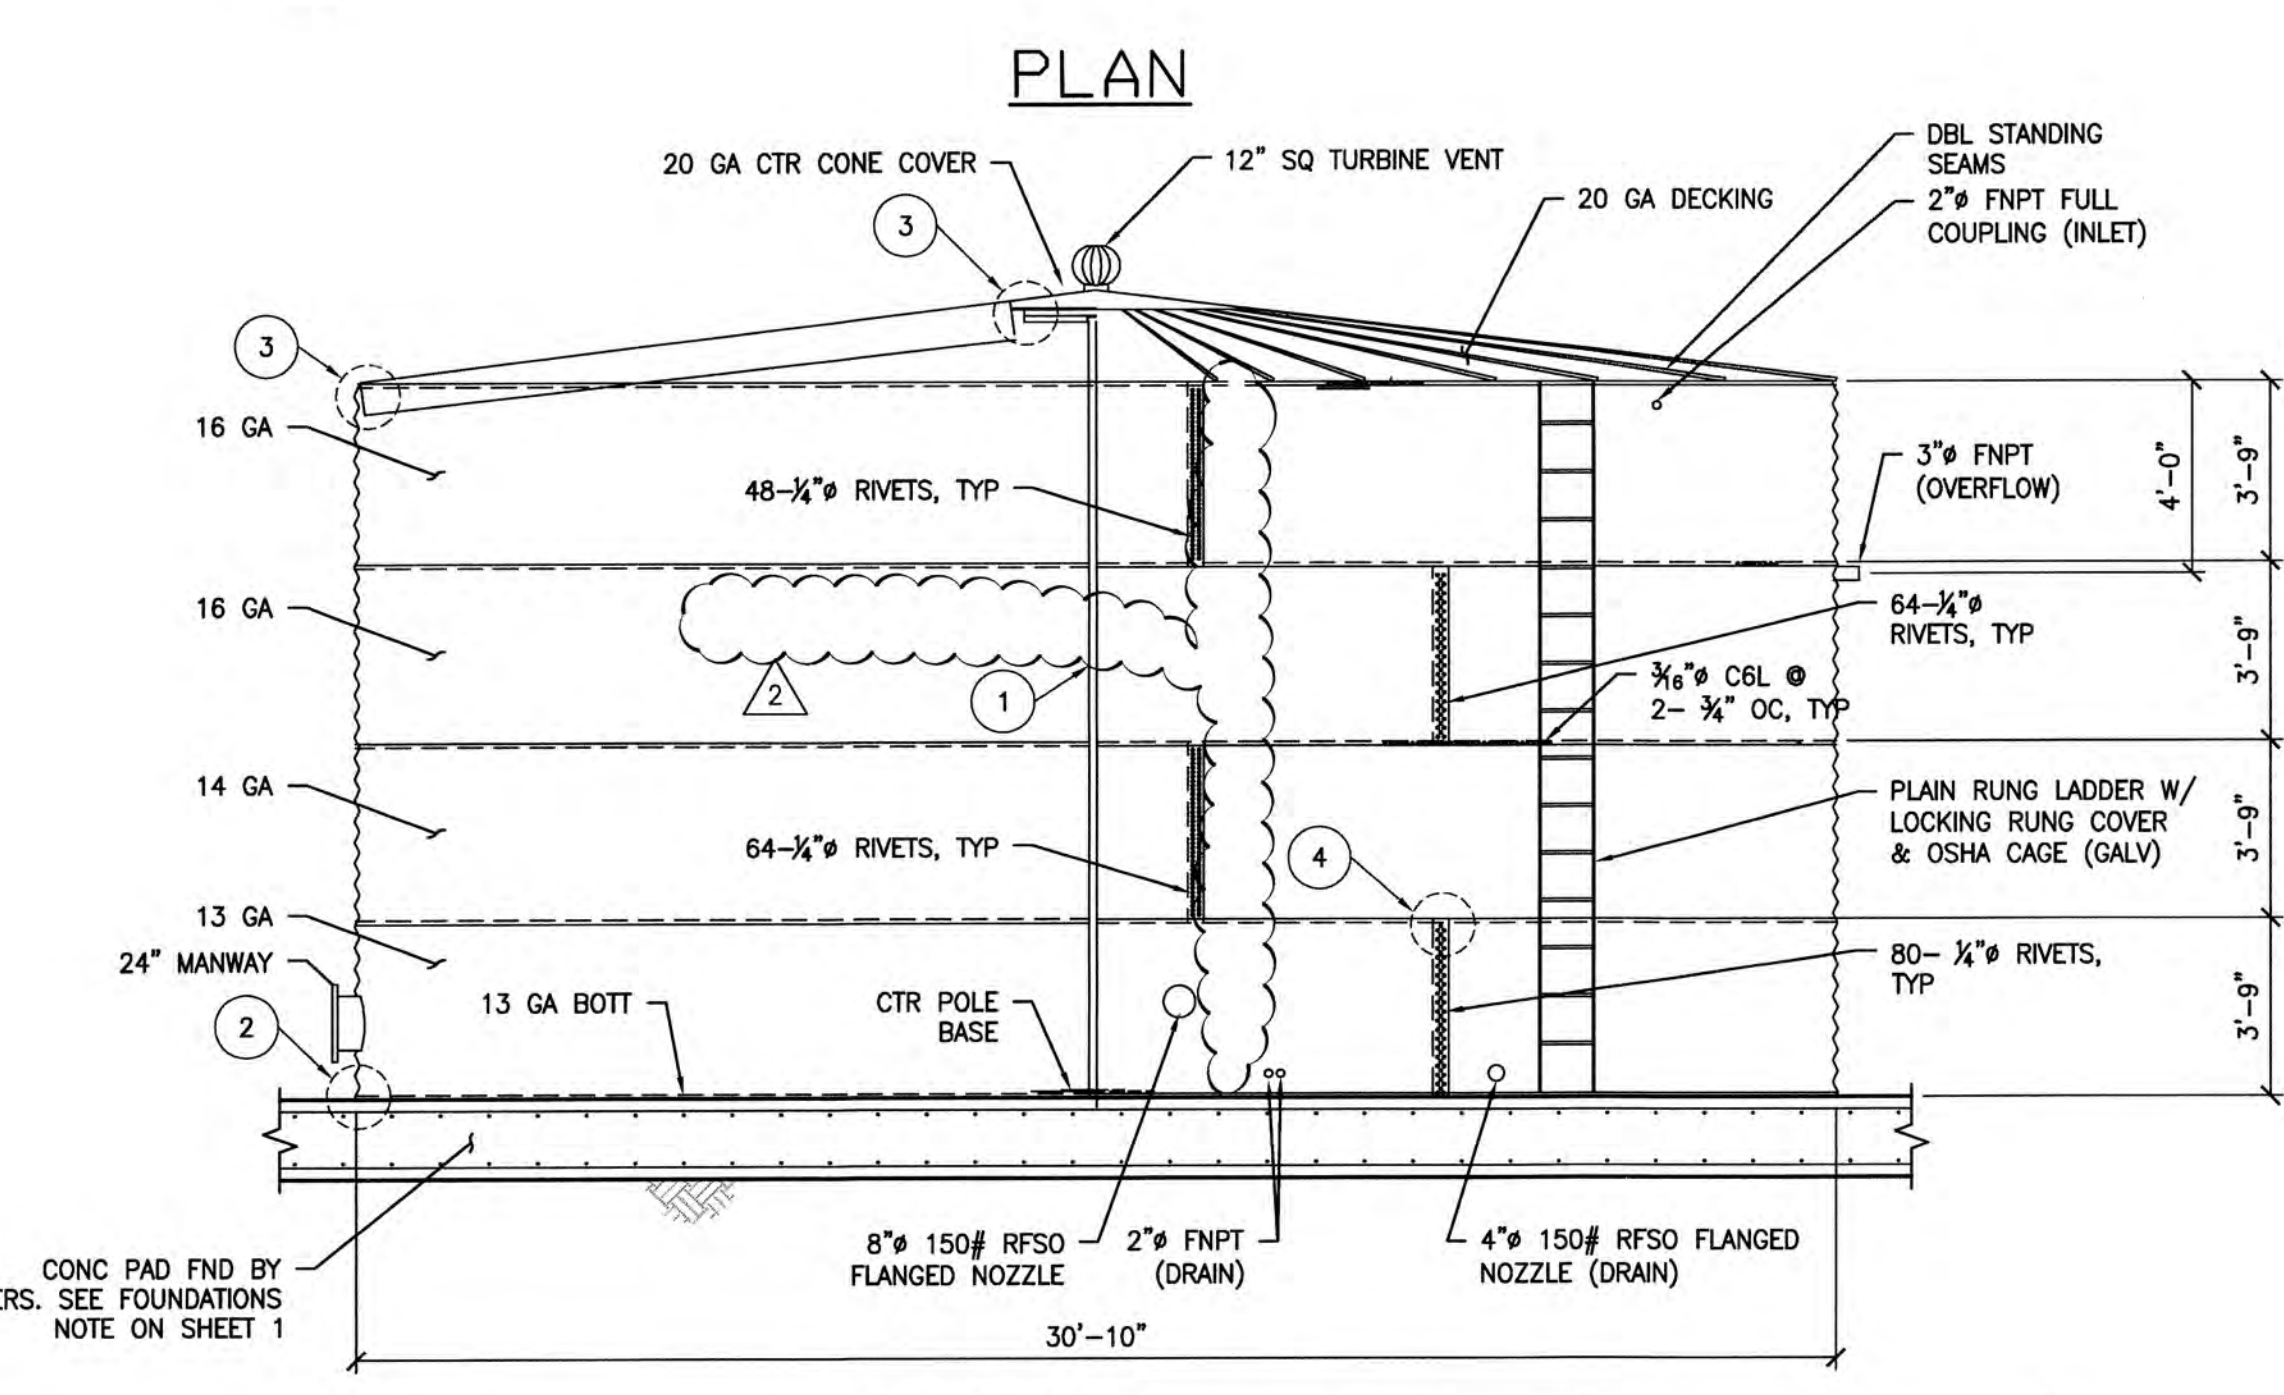 PLAN
20 GA CTR CONE COVER
12" SQ TURBINE VENT
DBL STANDING
SEAMS
20 GA DECKING
2"ø FNPT FULL
COUPLING (INLET)
3
3
16 GA
48-¼"ø RIVETS, TYP
3"ø FNPT
(OVERFLOW)
4'-0"
3'-9"
16 GA
64-¼"ø
RIVETS, TYP
3'-9"
2
1
3⁄16"ø C6L @
2- ¾" OC, TYP
14 GA
64-¼"ø RIVETS, TYP
4
PLAIN RUNG LADDER W/
LOCKING RUNG COVER
& OSHA CAGE (GALV)
3'-9"
13 GA
24" MANWAY
2
13 GA BOTT
CTR POLE
BASE
80- ¼"ø RIVETS,
TYP
3'-9"
CONC PAD FND BY
ERS. SEE FOUNDATIONS
NOTE ON SHEET 1
8"ø 150# RFSO
FLANGED NOZZLE
2"ø FNPT
(DRAIN)
4"ø 150# RFSO FLANGED
NOZZLE (DRAIN)
30'-10"